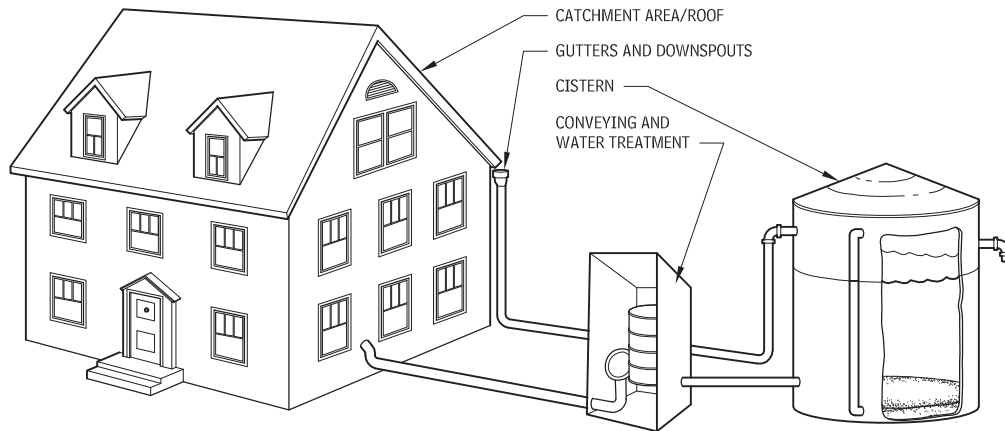 CATCHMENT AREA/ROOF
GUTTERS AND DOWNSPOUTS
CISTERN
CONVEYING AND
WATER TREATMENT